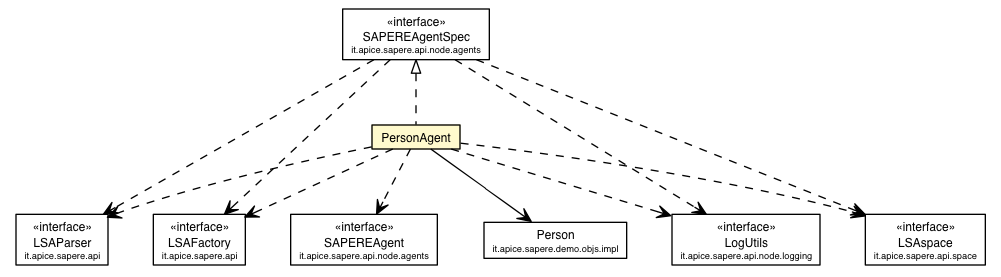 «interface»
SAPEREAgentSpec
it.apice.sapere.api.node.agents
PersonAgent
«interface»
LSAParser
it.apice.sapere.api
«interface»
LSAFactory
it.apice.sapere.api
«interface»
SAPEREAgent
it.apice.sapere.api.node.agents
Person
it.apice.sapere.demo.objs.impl
«interface»
LogUtils
it.apice.sapere.api.node.logging
«interface»
LSAspace
it.apice.sapere.api.space